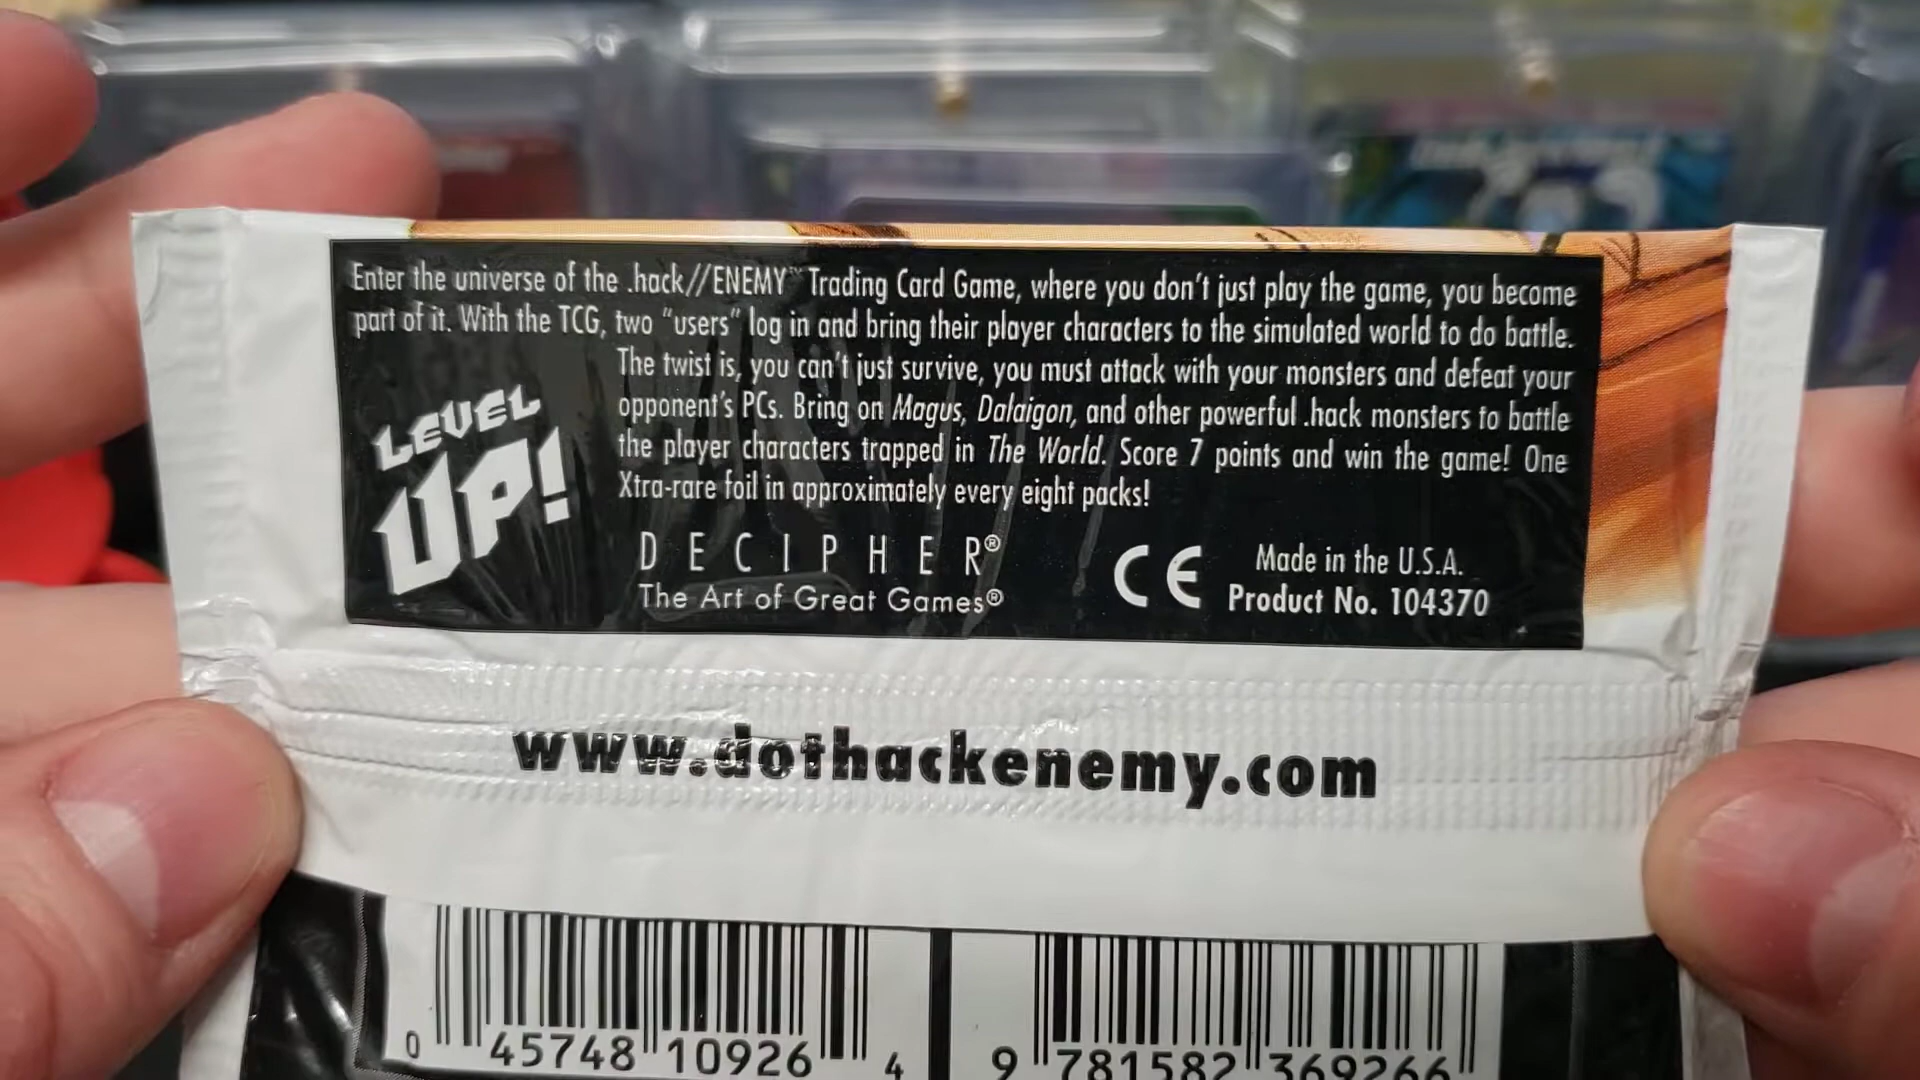 Enter the universe of the .hack//ENEMY™ Trading Card Game, where you don't just play the game, you become
part of it. With the TCG, two "users" log in and bring their player characters to the simulated world to do battle.
The twist is, you can't just survive, you must attack with your monsters and defeat your
opponent's PCs. Bring on Magus, Dalaigon, and other powerful .hack monsters to battle
the player characters trapped in The World. Score 7 points and win the game! One
Xtra-rare foil in approximately every eight packs!
LEVEL
UP!
DECIPHER®
The Art of Great Games®
CE
Made in the U.S.A.
Product No. 104370
www.dothackenemy.com
0 45748 10926 4
9 781582 369266